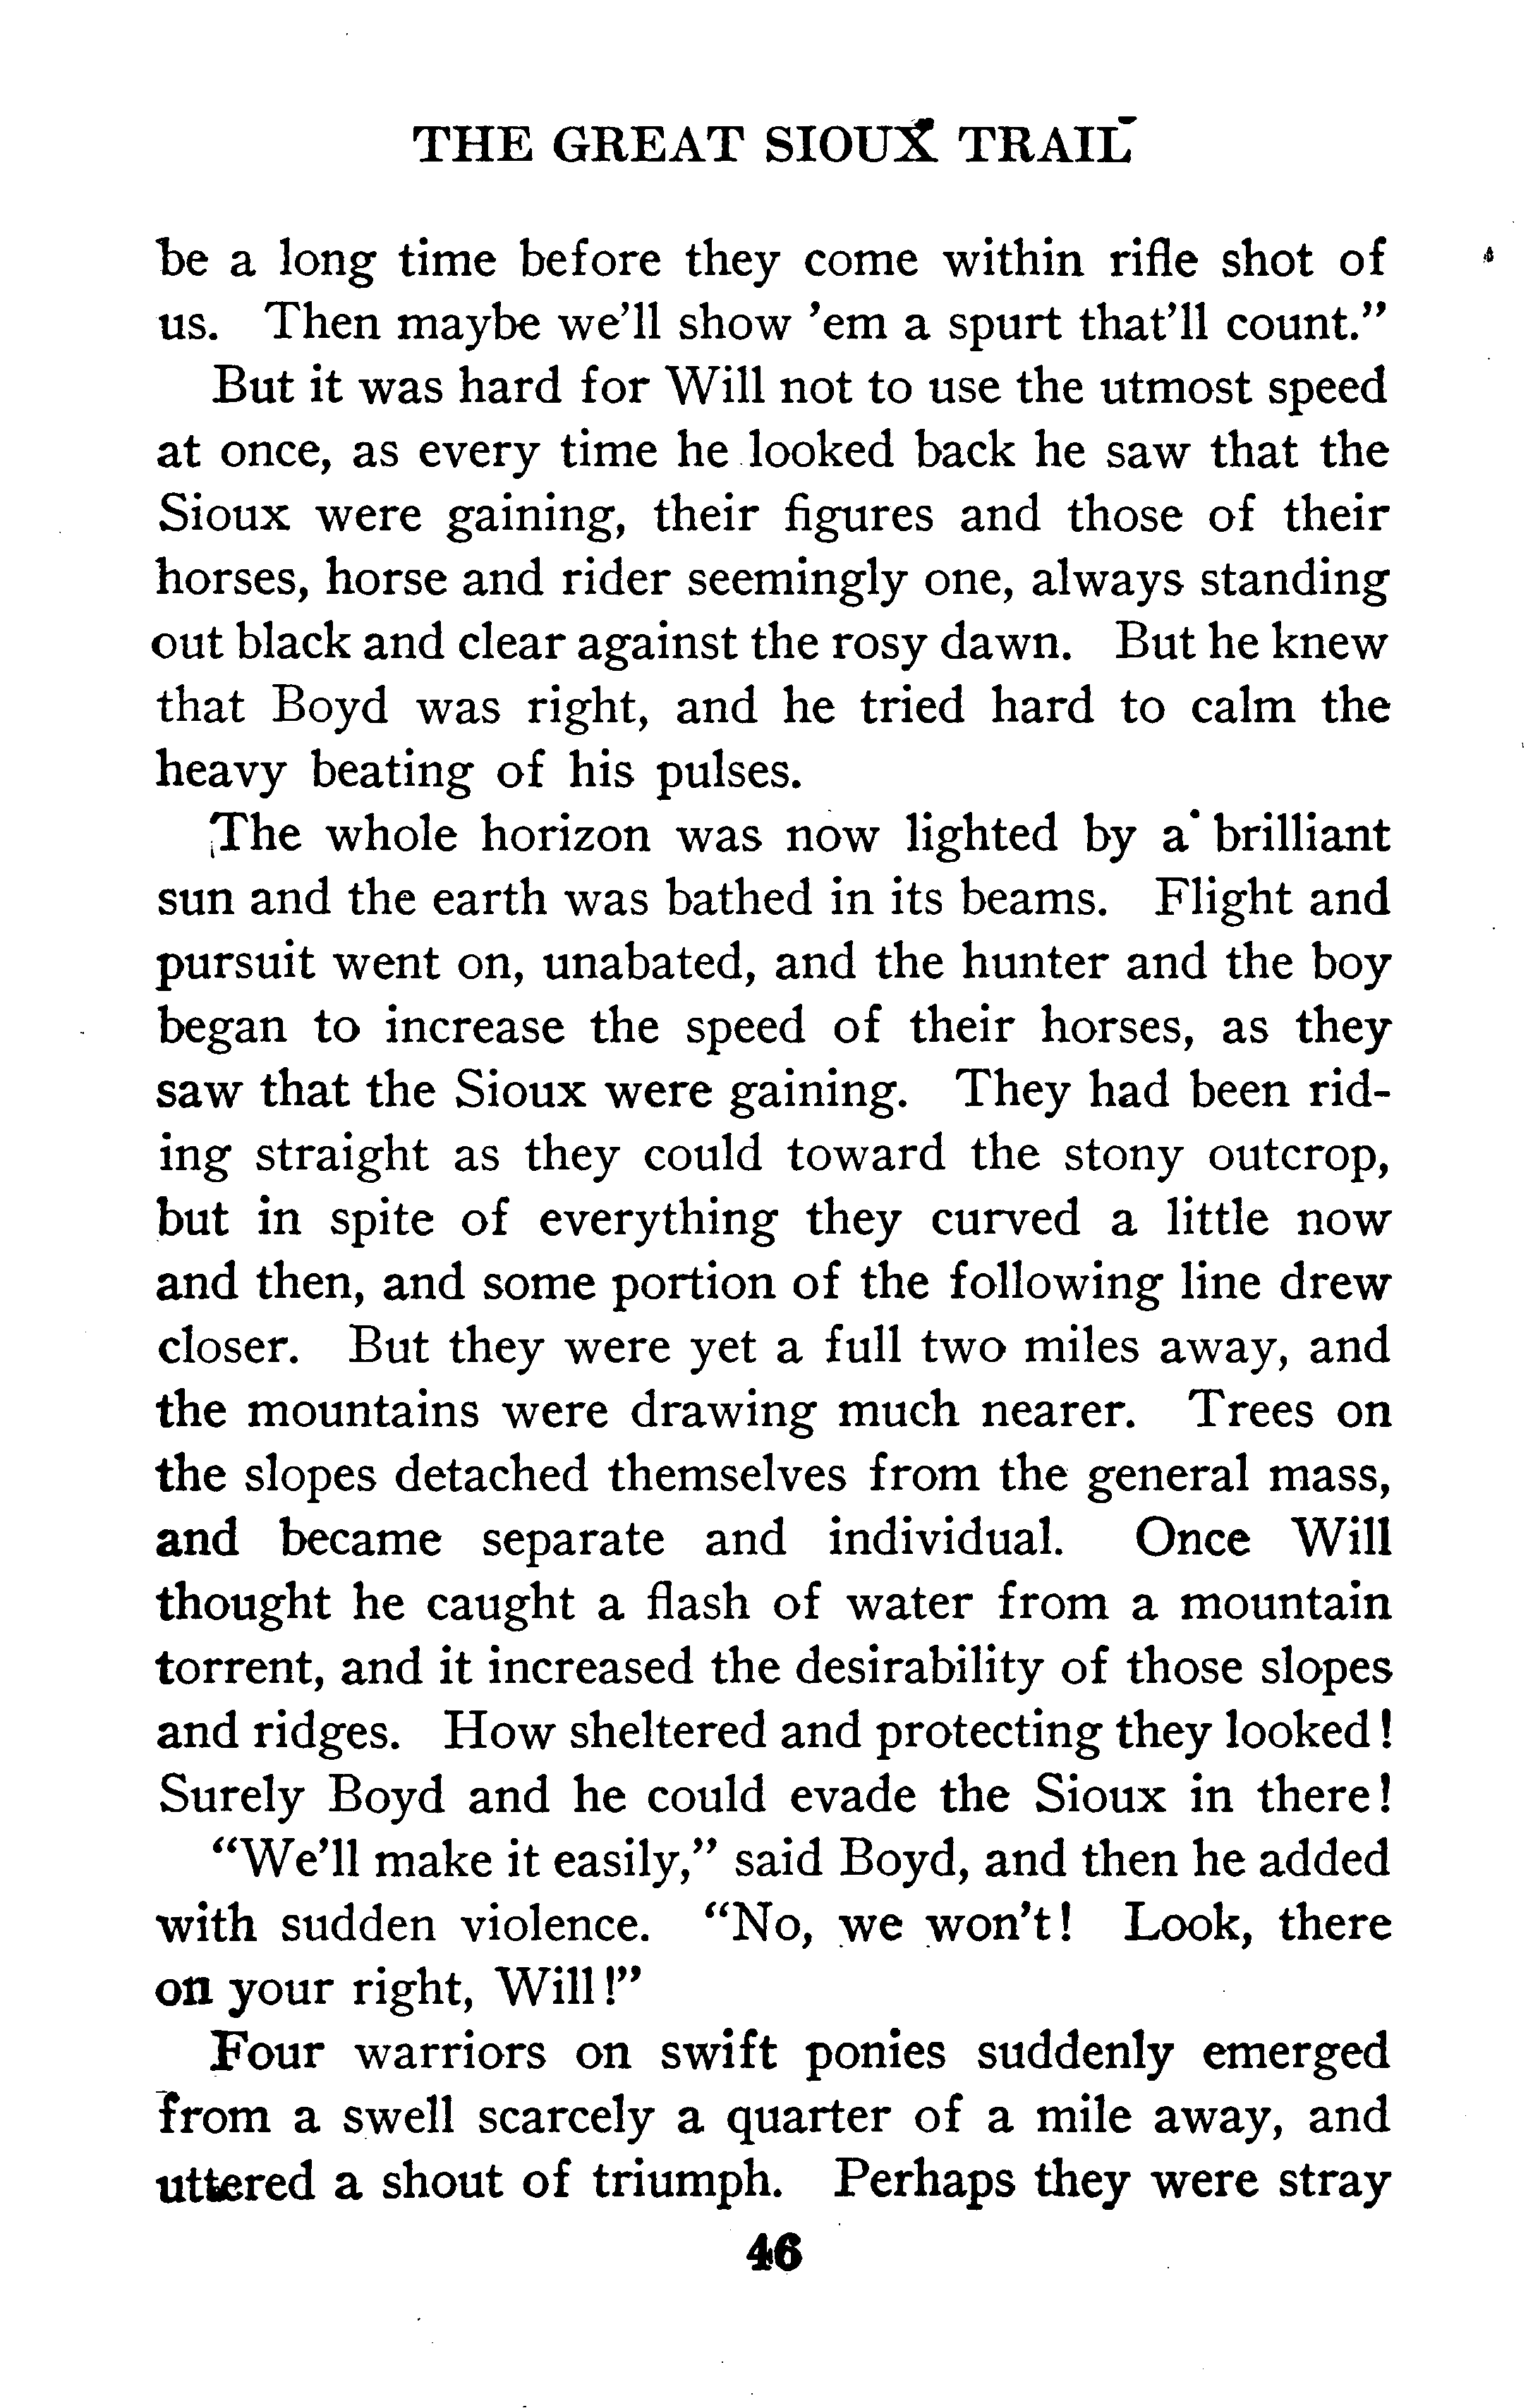 THE GREAT SIOUX TRAIL
be a long time before they come within rifle shot of
us. Then maybe we'll show 'em a spurt that'll count."
But it was hard for Will not to use the utmost speed
at once, as every time he looked back he saw that the
Sioux were gaining, their figures and those of their
horses, horse and rider seemingly one, always standing
out black and clear against the rosy dawn. But he knew
that Boyd was right, and he tried hard to calm the
heavy beating of his pulses.
The whole horizon was now lighted by a brilliant
sun and the earth was bathed in its beams. Flight and
pursuit went on, unabated, and the hunter and the boy
began to increase the speed of their horses, as they
saw that the Sioux were gaining. They had been rid-
ing straight as they could toward the stony outcrop,
but in spite of everything they curved a little now
and then, and some portion of the following line drew
closer. But they were yet a full two miles away, and
the mountains were drawing much nearer. Trees on
the slopes detached themselves from the general mass,
and became separate and individual. Once Will
thought he caught a flash of water from a mountain
torrent, and it increased the desirability of those slopes
and ridges. How sheltered and protecting they looked!
Surely Boyd and he could evade the Sioux in there!
"We'll make it easily," said Boyd, and then he added
with sudden violence. "No, we won't! Look, there
on your right, Will!"
Four warriors on swift ponies suddenly emerged
from a swell scarcely a quarter of a mile away, and
uttered a shout of triumph. Perhaps they were stray
46